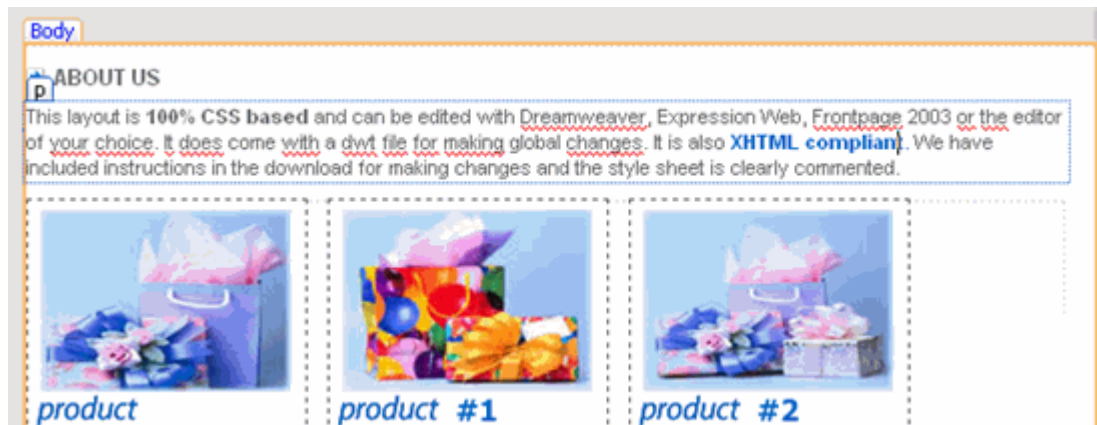 Body
ABOUT US
p
This layout is 100% CSS based and can be edited with Dreamweaver, Expression Web, Frontpage 2003 or the editor
of your choice. It does come with a dwt file for making global changes. It is also XHTML compliant. We have
included instructions in the download for making changes and the style sheet is clearly commented.
product product #1 product #2